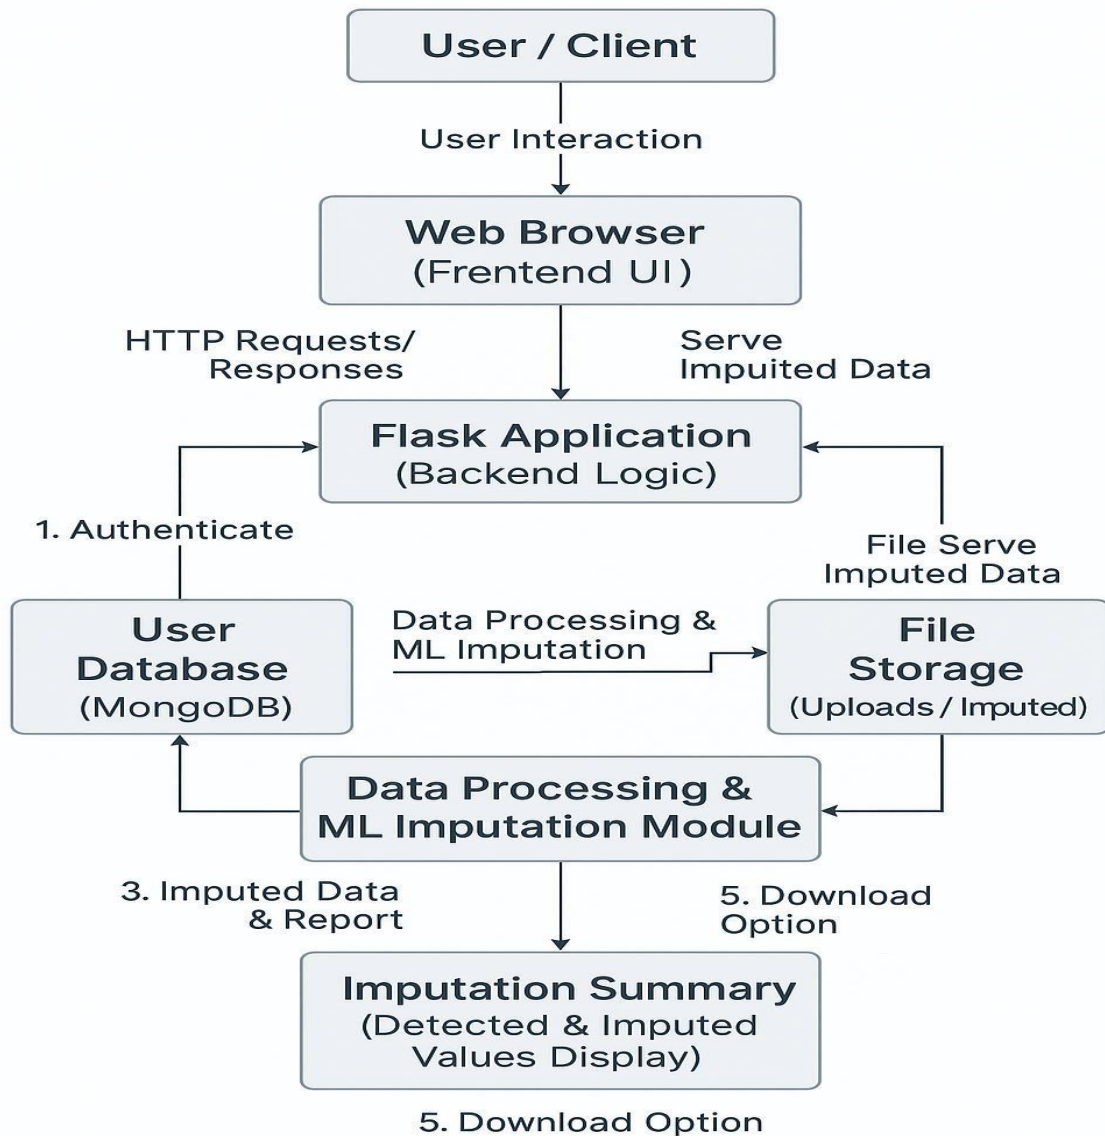 User / Client
User Interaction
Web Browser
(Frontend UI)
HTTP Requests/
Responses
Serve
Impuited Data
Flask Application
(Backend Logic)
1. Authenticate
File Serve
Imputed Data
User
Database
(MongoDB)
Data Processing &
ML Imputation
File
Storage
(Uploads / Imputed)
Data Processing &
ML Imputation Module
3. Imputed Data
& Report
5. Download
Option
Imputation Summary
(Detected & Imputed
Values Display)
5. Download Option